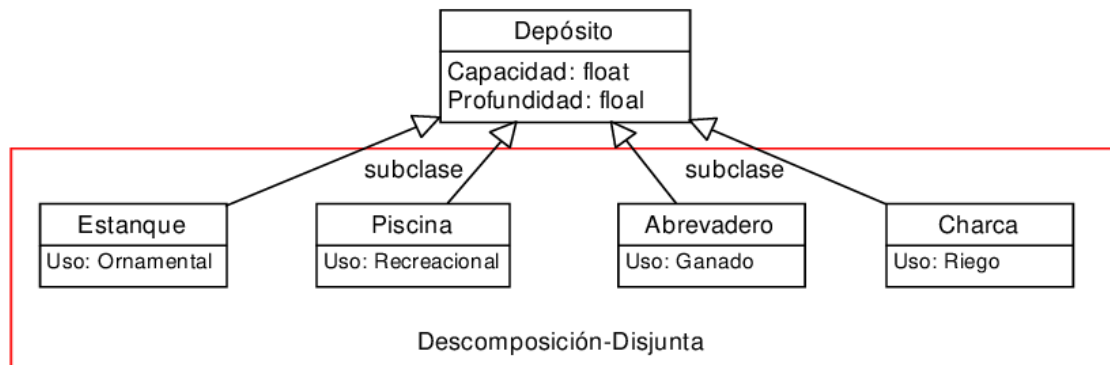 Depósito
Capacidad: float
Profundidad: floal
subclase
subclase
Estanque
Uso: Ornamental
Piscina
Uso: Recreacional
Abrevadero
Uso: Ganado
Charca
Uso: Riego
Descomposición-Disjunta